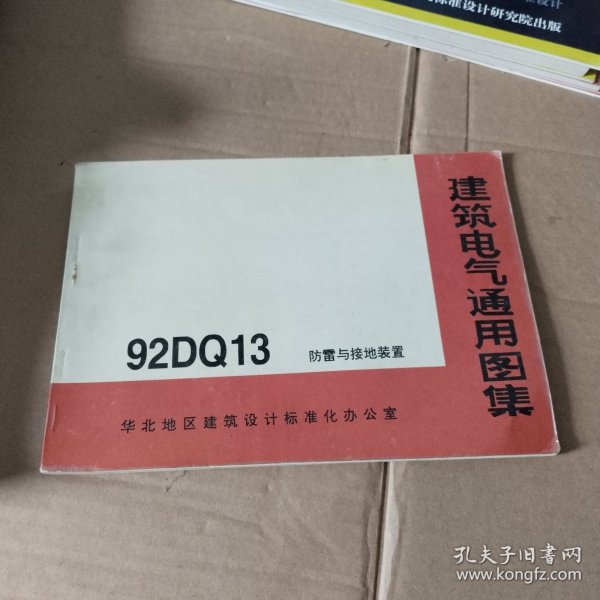 标准设计研究院出版
建筑电气通用图集
92DQ13 防雷与接地装置
华北地区建筑设计标准化办公室
孔夫子旧书网
www.kongfz.com